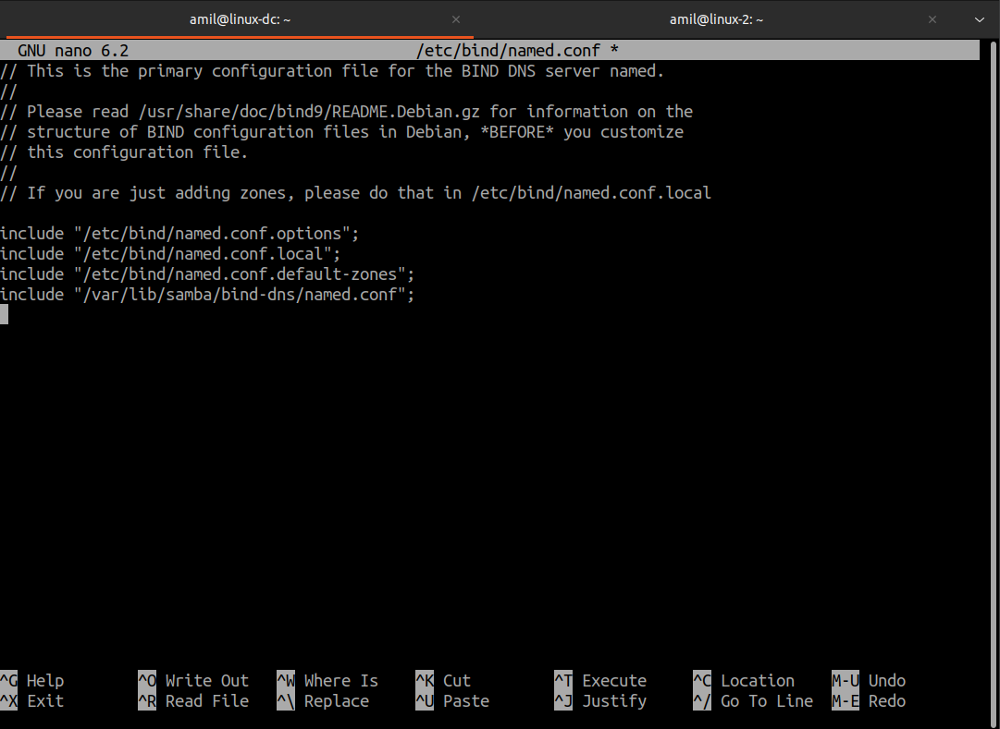 amil@linux-dc: ~ × amil@linux-2: ~ ×
GNU nano 6.2 /etc/bind/named.conf *
// This is the primary configuration file for the BIND DNS server named.
//
// Please read /usr/share/doc/bind9/README.Debian.gz for information on the
// structure of BIND configuration files in Debian, *BEFORE* you customize
// this configuration file.
//
// If you are just adding zones, please do that in /etc/bind/named.conf.local
include "/etc/bind/named.conf.options";
include "/etc/bind/named.conf.local";
include "/etc/bind/named.conf.default-zones";
include "/var/lib/samba/bind-dns/named.conf";
^G Help ^O Write Out ^W Where Is ^K Cut ^T Execute ^C Location M-U Undo
^X Exit ^R Read File ^\ Replace ^U Paste ^J Justify ^/ Go To Line M-E Redo